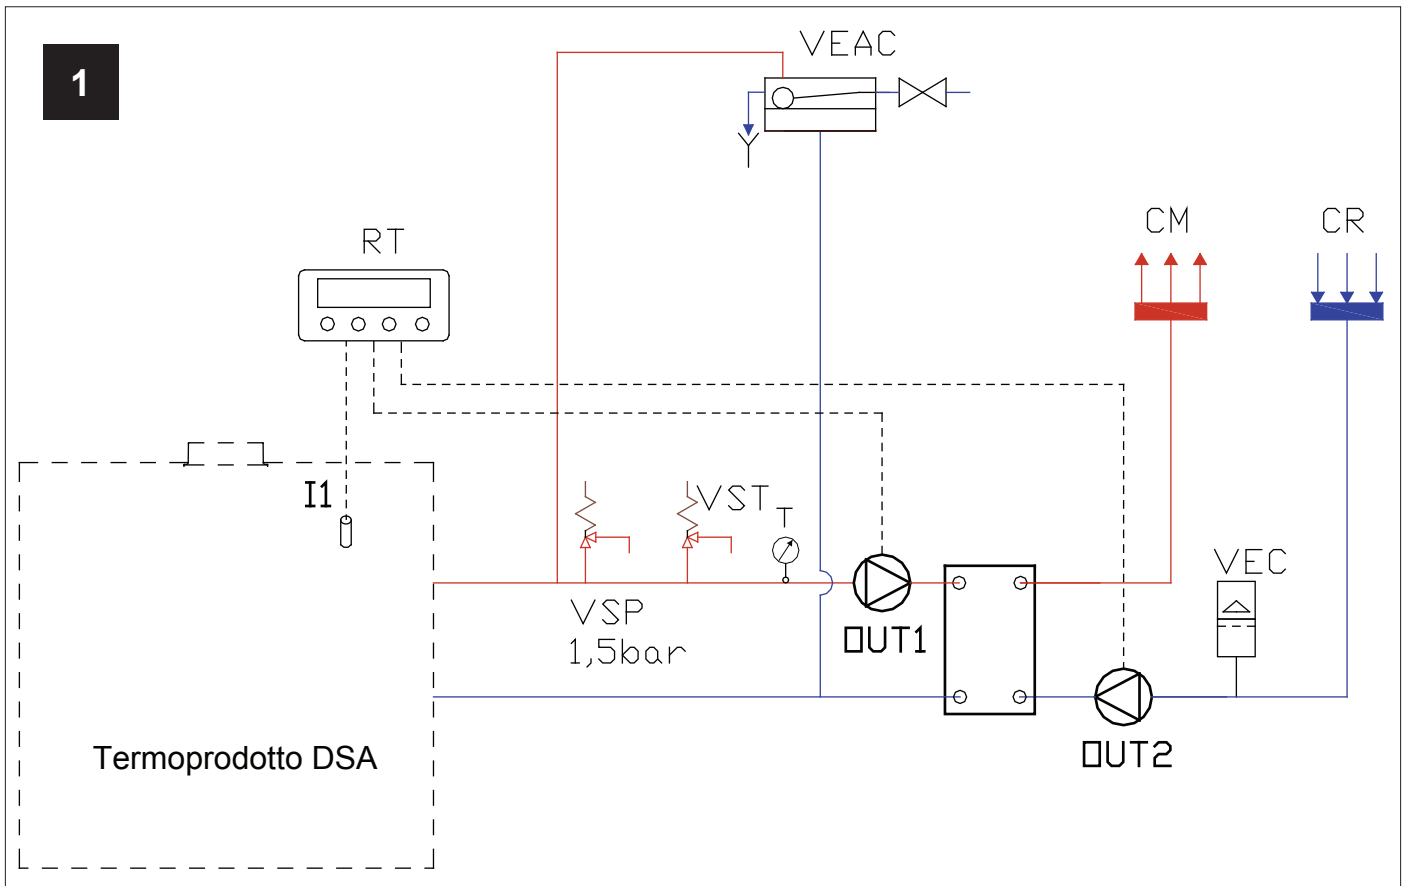 1
VEAC
CM
CR
RT
I1
VST
T
VEC
VSP
1,5bar
OUT1
OUT2
Termoprodotto DSA